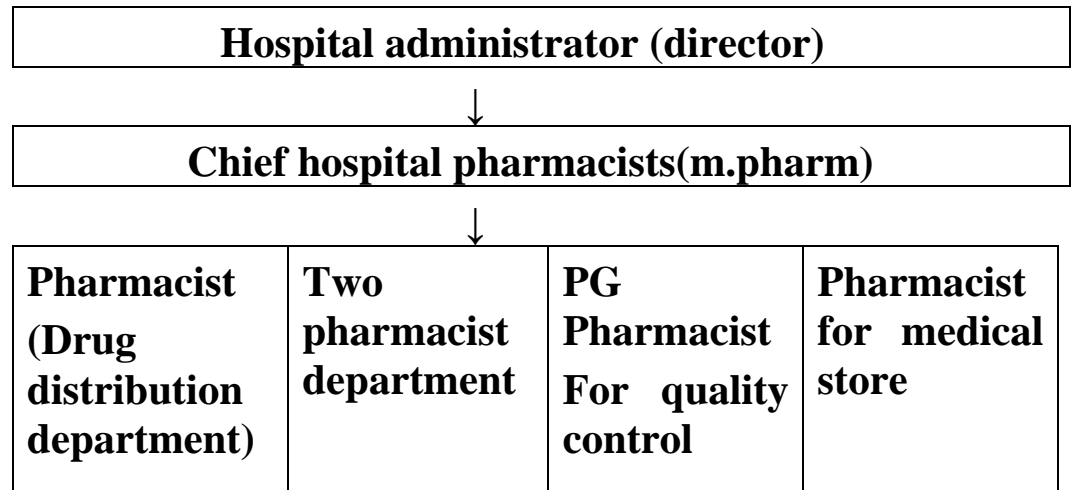 Hospital administrator (director)
↓
Chief hospital pharmacists(m.pharm)
↓
Pharmacist
(Drug
distribution
department)
Two
pharmacist
department
PG
Pharmacist
For quality
control
Pharmacist
for medical
store